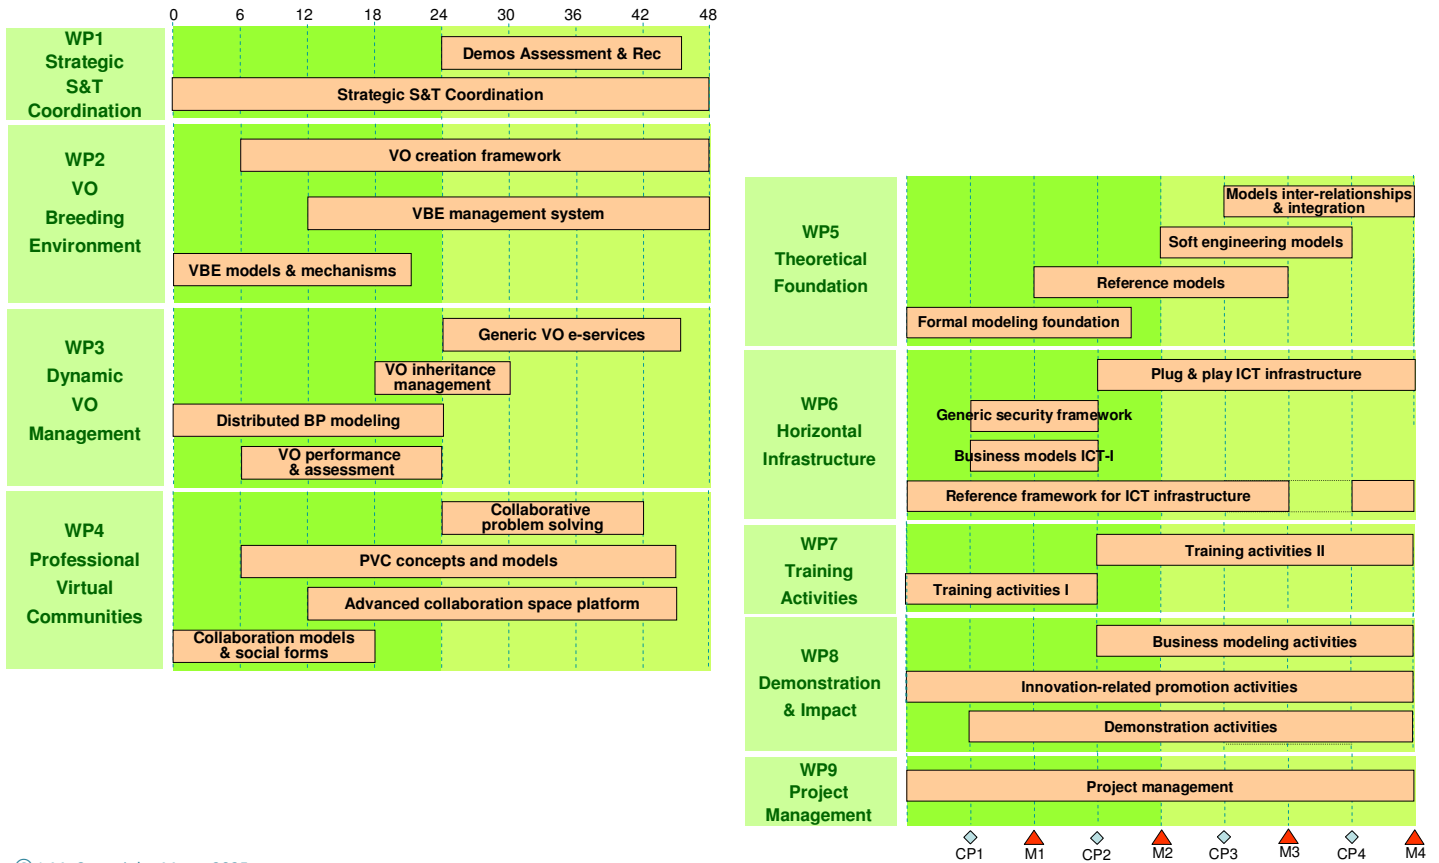 0 6 12 18 24 30 36 42 48
WP1
Strategic
S&T
Coordination
Demos Assessment & Rec
Strategic S&T Coordination
WP2
VO
Breeding
Environment
VO creation framework
VBE management system
VBE models & mechanisms
WP3
Dynamic
VO
Management
Generic VO e-services
VO inheritance
management
Distributed BP modeling
VO performance
& assessment
WP4
Professional
Virtual
Communities
Collaborative
problem solving
PVC concepts and models
Advanced collaboration space platform
Collaboration models
& social forms
WP5
Theoretical
Foundation
Models inter-relationships
& integration
Soft engineering models
Reference models
Formal modeling foundation
WP6
Horizontal
Infrastructure
Plug & play ICT infrastructure
Generic security framework
Business models ICT-I
Reference framework for ICT infrastructure
WP7
Training
Activities
Training activities II
Training activities I
WP8
Demonstration
& Impact
Business modeling activities
Innovation-related promotion activities
Demonstration activities
WP9
Project
Management
Project management
CP1 M1 CP2 M2 CP3 M3 CP4 M4